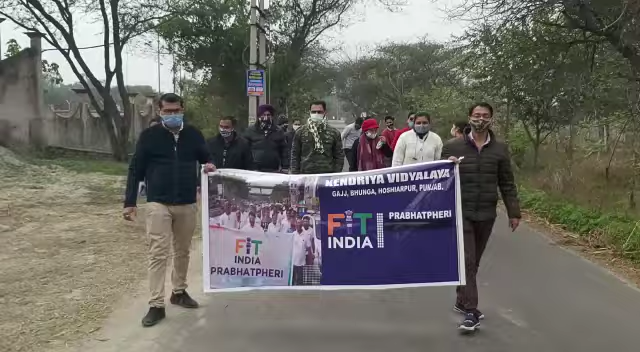 KENDRIYA VIDYALAYA
GAJJ, BHUNGA, HOSHIARPUR, PUNJAB,
FIT
INDIA
PRABHATPHERI
FIT
INDIA
PRABHATPHERI